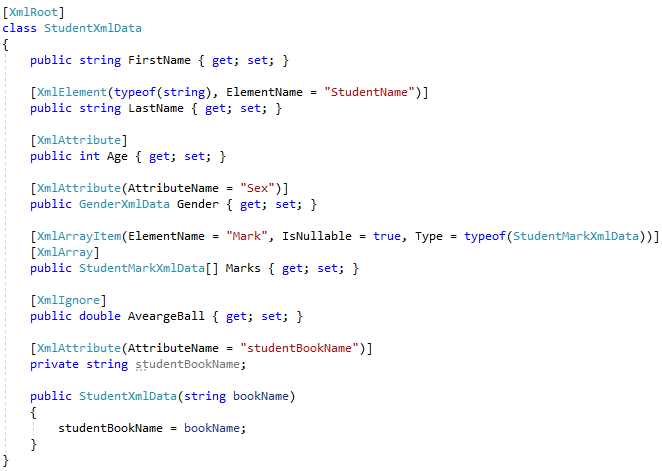 [XmlRoot]
class StudentXmlData
{
public string FirstName { get; set; }
[XmlElement(typeof(string), ElementName = "StudentName")]
public string LastName { get; set; }
[XmlAttribute]
public int Age { get; set; }
[XmlAttribute(AttributeName = "Sex")]
public GenderXmlData Gender { get; set; }
[XmlArrayItem(ElementName = "Mark", IsNullable = true, Type = typeof(StudentMarkXmlData))]
[XmlArray]
public StudentMarkXmlData[] Marks { get; set; }
[XmlIgnore]
public double AveargeBall { get; set; }
[XmlAttribute(AttributeName = "studentBookName")]
private string studentBookName;
public StudentXmlData(string bookName)
{
studentBookName = bookName;
}
}